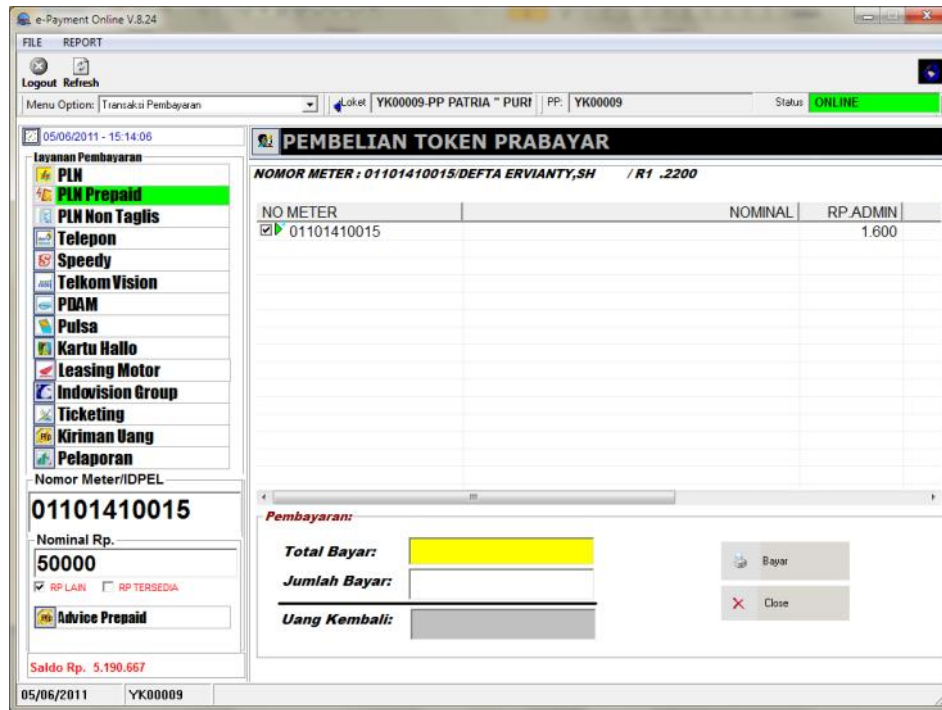 e-Payment Online V.8.24
FILE REPORT
Logout Refresh
Menu Option: Transaksi Pembayaran Loket YK00009-PP PATRIA " PURI PP: YK00009 Status ONLINE
05/06/2011 - 15:14:06
Layanan Pembayaran
PLN
PLN Prepaid
PLN Non Taglis
Telepon
Speedy
Telkom Vision
PDAM
Pulsa
Kartu Hallo
Leasing Motor
Indovision Group
Ticketing
Kiriman Uang
Pelaporan
Nomor Meter/IDPEL
01101410015
Nominal Rp.
50000
RP LAIN RP TERSEDIA
Advice Prepaid
Saldo Rp. 5.190.667
PEMBELIAN TOKEN PRABAYAR
NOMOR METER : 01101410015/DEFTA ERVIANTY,SH / R1 .2200
NO METER NOMINAL RP.ADMIN
01101410015 1.600
Pembayaran:
Total Bayar:
Jumlah Bayar:
Uang Kembali:
Bayar
Close
05/06/2011 YK00009